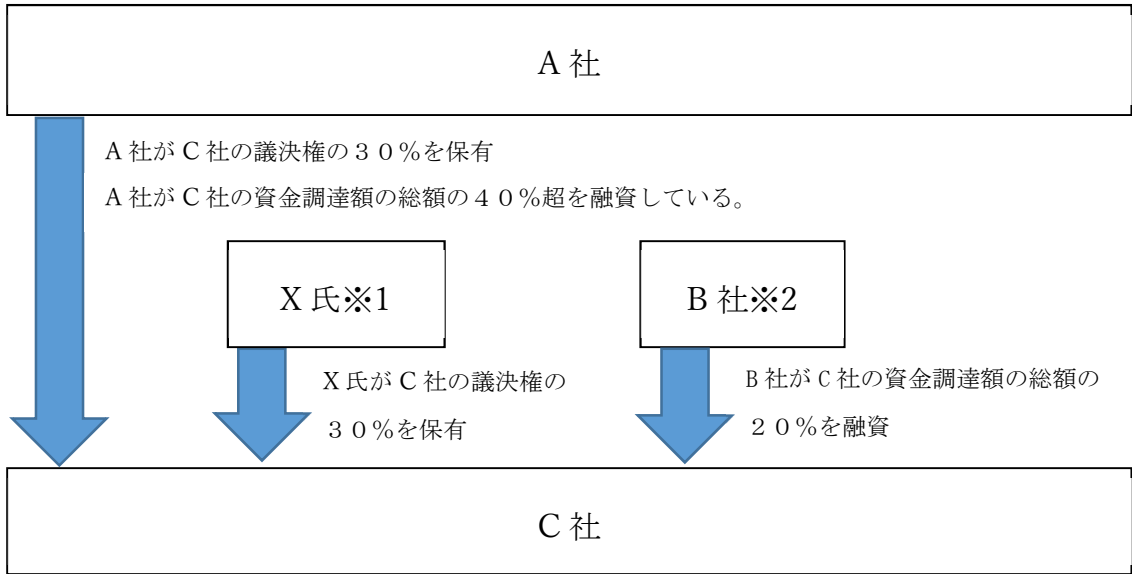 A 社
A 社が C 社の議決権の３０％を保有
A 社が C 社の資金調達額の総額の４０％超を融資している。
X 氏※1
B 社※2
X 氏が C 社の議決権の
３０％を保有
B 社が C 社の資金調達額の総額の
２０％を融資
C 社